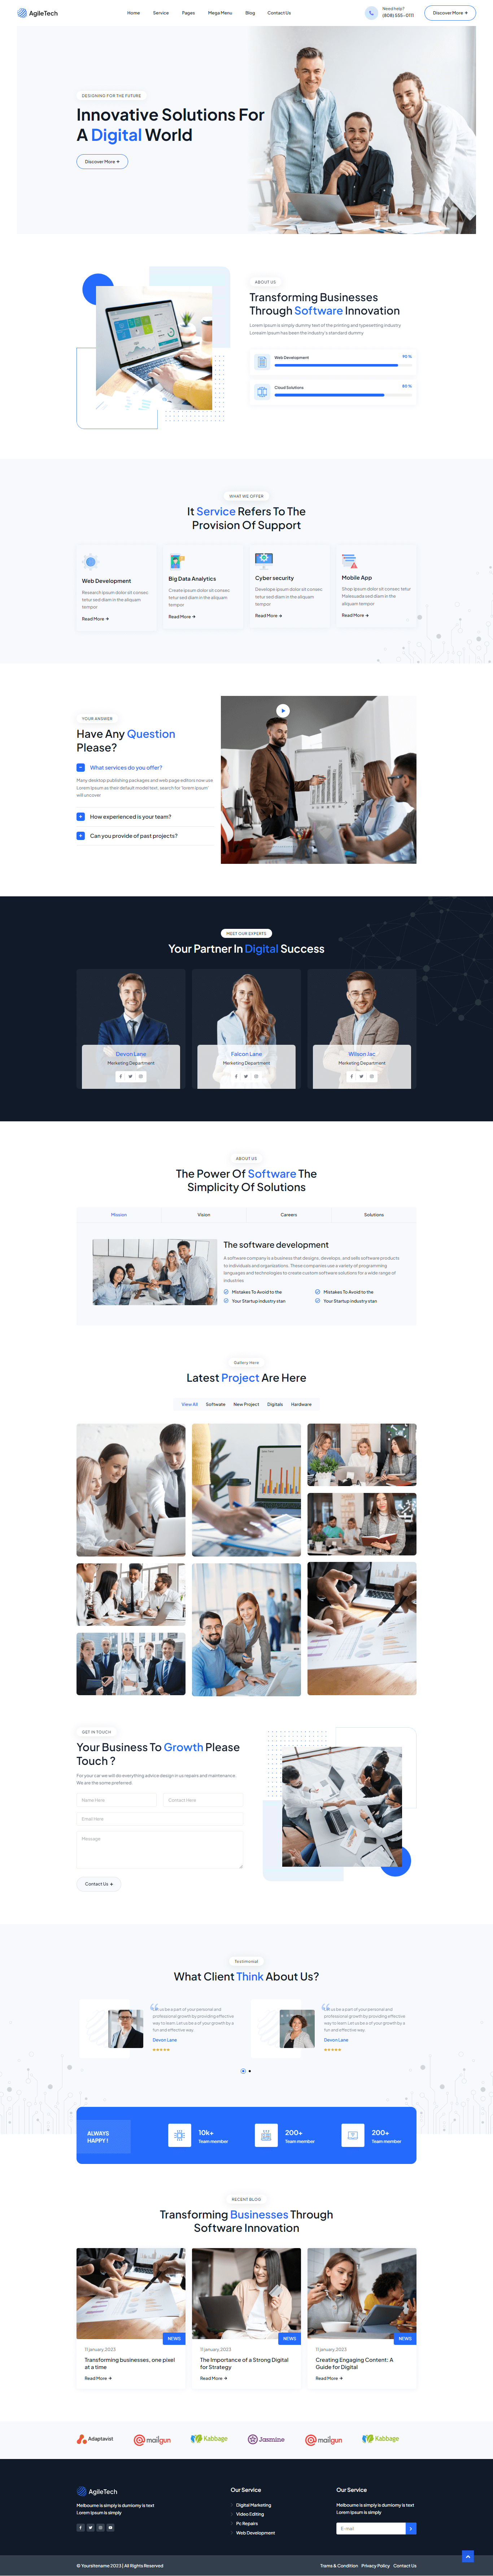 AgileTech
Home
Service
Pages
Mega Menu
Blog
Contact Us
Need help?
(808) 555-0111
Discover More
DESIGNING FOR THE FUTURE
Innovative Solutions For
A Digital World
Discover More
ABOUT US
Transforming Businesses
Through Software Innovation
Lorem Ipsum is simply dummy text of the printing and typesetting industry
Web Development
90 %
Cloud Solutions
80 %
WHAT WE OFFER
It Service Refers To The
Provision Of Support
Web Development
Research ipsum dolor sit consec
tetur sed diam in the aliquam
tempor
Read More
Big Data Analytics
Create ipsum dolor sit consec
tetur sed diam in the aliquam
tempor
Read More
Cyber security
Develope ipsum dolor sit consec
tetur sed diam in the aliquam
tempor
Read More
Mobile App
Shop ipsum dolor sit consec tetur
Malesuada sed diam in the
aliquam tempor
Read More
YOUR ANSWER
Have Any Question
Please?
What services do you offer?
Many desktop publishing packages and web page editors now use
Lorem Ipsum as their default model text, search for 'lorem ipsum'
will uncover
How experienced is your team?
Can you provide of past projects?
MEET OUR EXPERTS
Your Partner In Digital Success
Devon Lane
Marketing Department
Falcon Lane
Marketing Department
Wilson Jac
Marketing Department
ABOUT US
The Power Of Software The
Simplicity Of Solutions
Mission
Vision
Careers
Solutions
The software development
A software company is a business that designs, develops, and sells software products
to individuals and organisations. These companies use a variety of programming
languages and technologies to create custom software solutions for a wide range of
industries
Mistakes To Avoid to the
Mistakes To Avoid to the
Your Startup industry stan
Your Startup industry stan
Gallery Here
Latest Project Are Here
View All
Software
New Project
Digitals
Hardware
GET IN TOUCH
Your Business To Growth Please
Touch ?
For your car we will do everything advice design in us repairs and maintenance.
We are the some preferred.
Name Here
Contact Here
Email Here
Message
Contact Us
Testimonial
What Client Think About Us?
us be a part of your personal and
professional growth by providing effective
way to learn. Let us be a of your growth by a
fun and effective way
Devon Lane
us be a part of your personal and
professional growth by providing effective
way to learn. Let us be a of your growth by a
fun and effective way
Devon Lane
ALWAYS
HAPPY !
10k+
Team member
200+
Team member
200+
Team member
RECENT BLOG
Transforming Businesses Through
Software Innovation
NEWS
11 january,2023
Transforming businesses, one pixel
at a time
Read More
NEWS
11 january,2023
The Importance of a Strong Digital
for Strategy
Read More
NEWS
11 january,2023
Creating Engaging Content: A
Guide for Digital
Read More
Adaptavist
mailgun
Kabbage
Jasmine
mailgun
Kabbage
AgileTech
Melbourne is simply is dumiomy is text
Lorem Ipsum is simply
Our Service
Digital Marketing
Video Editing
Pc Repairs
Web Development
Our Service
Melbourne is simply is dumiomy is text
Lorem Ipsum is simply
E-mail
© Yoursitename 2023 | All Rights Reserved
Trams & Condition
Privacy Policy
Contact Us